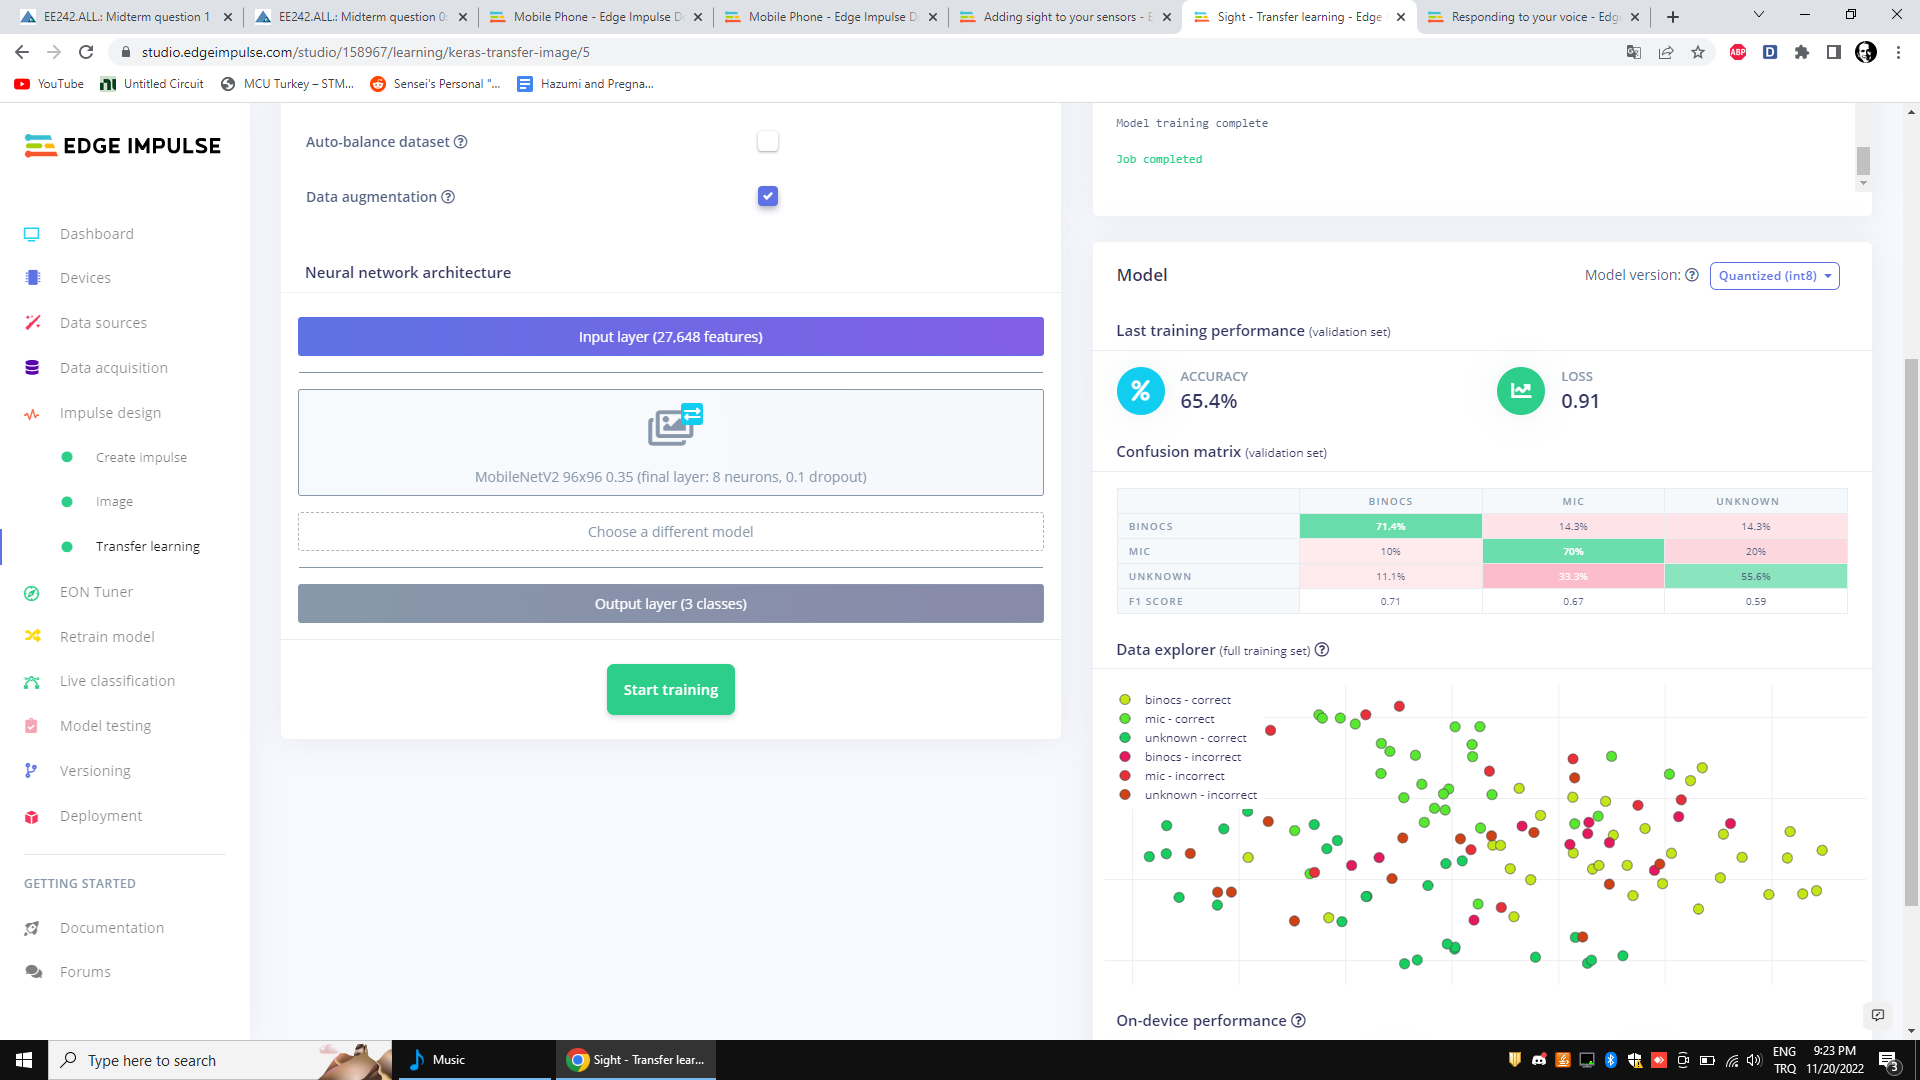 EE242.ALL.: Midterm question 1
EE242.ALL.: Midterm question 0
Mobile Phone - Edge Impulse D
Mobile Phone - Edge Impulse D
Adding sight to your sensors - E
Sight - Transfer learning - Edge
Responding to your voice - Edg
studio.edgeimpulse.com/studio/158967/learning/keras-transfer-image/5
ABP
D
YouTube
Untitled Circuit
MCU Turkey – STM...
Sensei's Personal "...
Hazumi and Pregna...
EDGE IMPULSE
Dashboard
Devices
Data sources
Data acquisition
Impulse design
Create impulse
Image
Transfer learning
EON Tuner
Retrain model
Live classification
Model testing
Versioning
Deployment
GETTING STARTED
Documentation
Forums
Auto-balance dataset
Data augmentation
Neural network architecture
Input layer (27,648 features)
MobileNetV2 96x96 0.35 (final layer: 8 neurons, 0.1 dropout)
Choose a different model
Output layer (3 classes)
Start training
Model training complete
Job completed
Model
Model version: Quantized (int8)
Last training performance (validation set)
% ACCURACY
65.4%
LOSS
0.91
Confusion matrix (validation set)
BINOCS MIC UNKNOWN
BINOCS 71.4% 14.3% 14.3%
MIC 10% 70% 20%
UNKNOWN 11.1% 33.3% 55.6%
F1 SCORE 0.71 0.67 0.59
Data explorer (full training set)
binocs - correct
mic - correct
unknown - correct
binocs - incorrect
mic - incorrect
unknown - incorrect
On-device performance
Type here to search
Music
Sight - Transfer lear...
ENG
TRQ
9:23 PM
11/20/2022
3